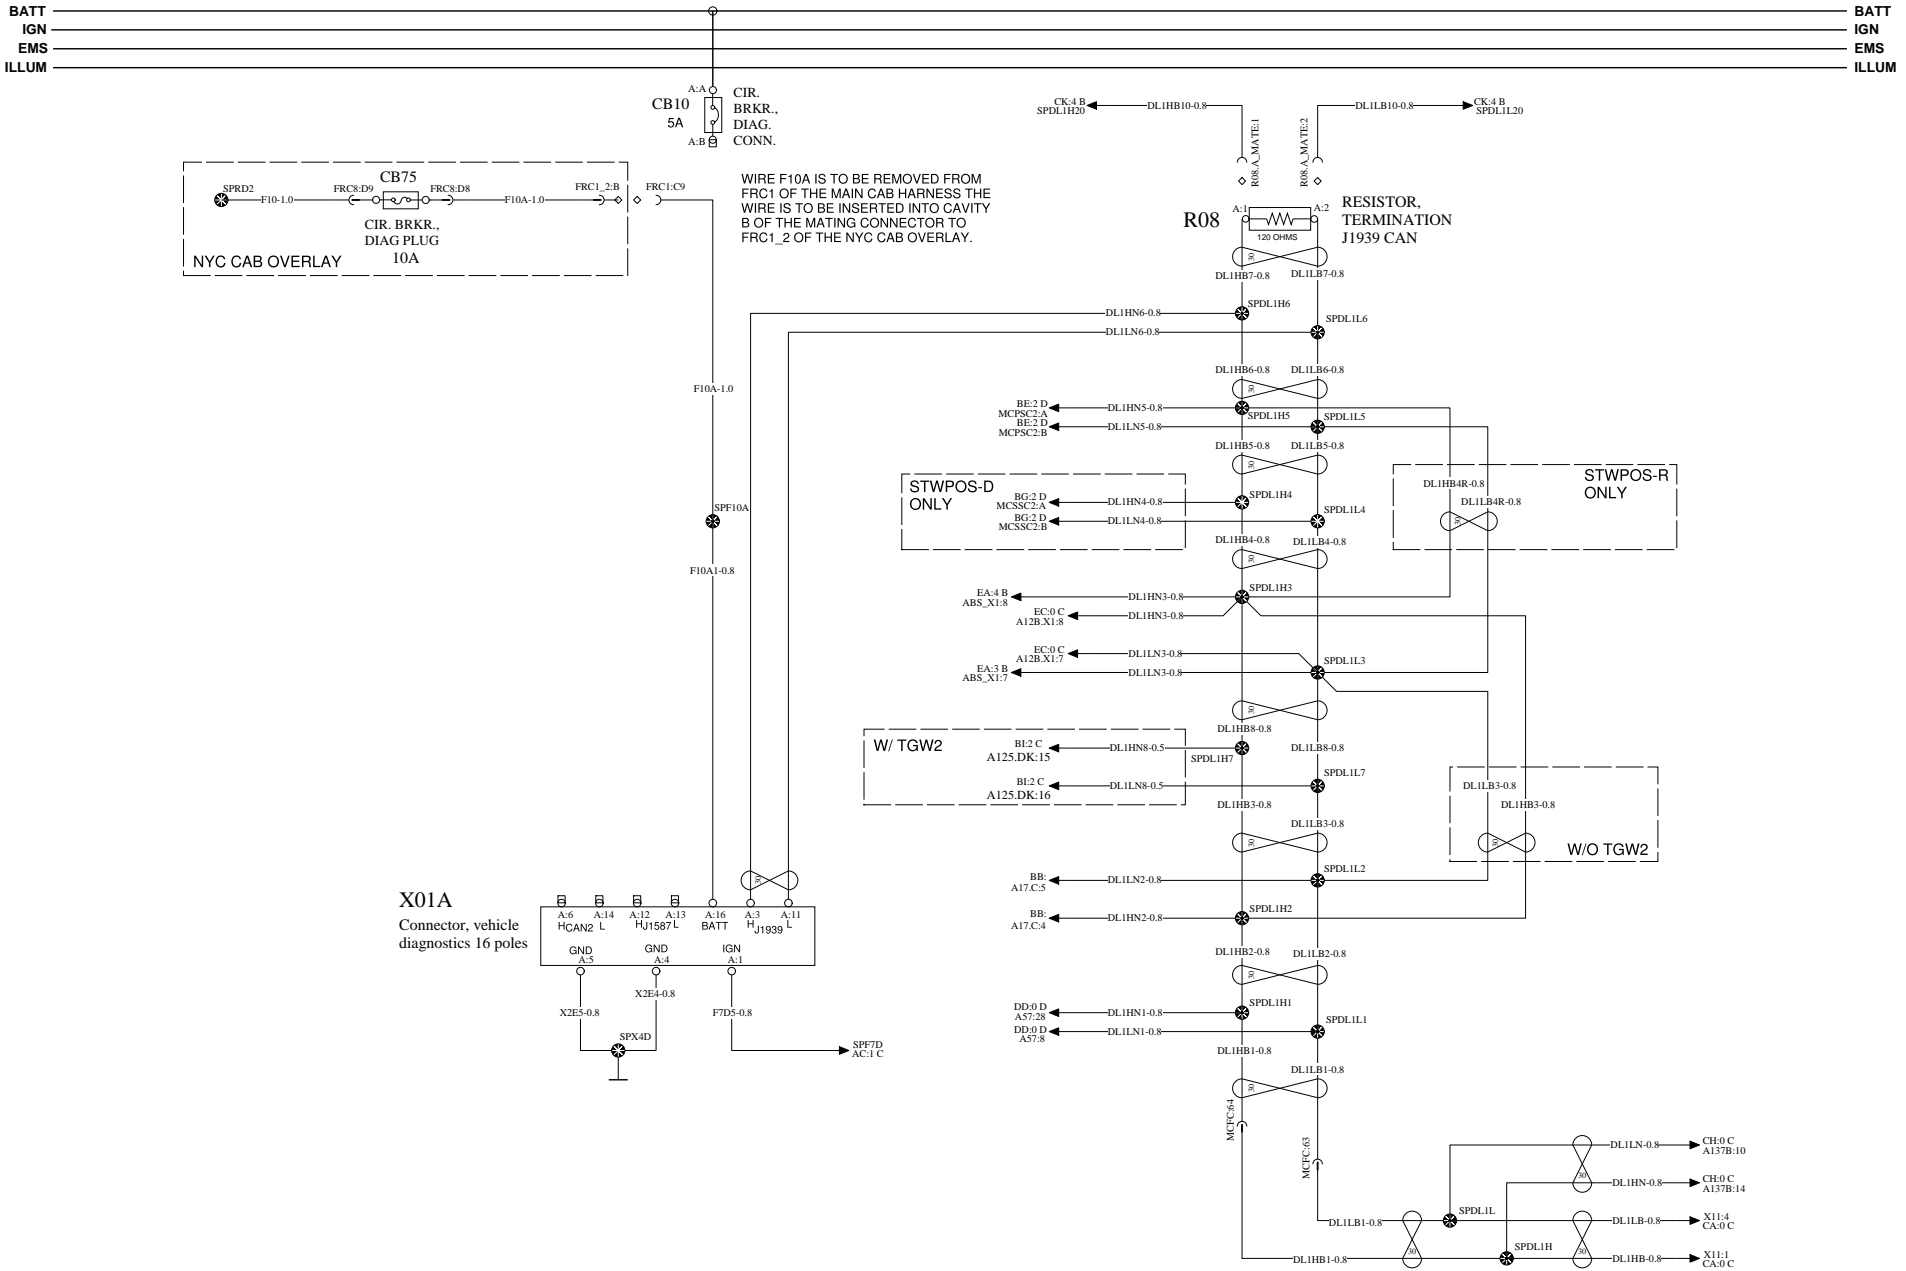 BATT
BATT
IGN
IGN
EMS
EMS
ILLUM
ILLUM
A:A
CB10
5A
CIR.
BRKR.,
DIAG.
CONN.
A:B
CK:4 B
SPDL1H20
DL1HB10-0.8
DL1LB10-0.8
CK:4 B
SPDL1L20
R08.A_MATE:1
R08.A_MATE:2
CB75
SPRD2
F10-1.0
FRC8:D9
FRC8:D8
F10A-1.0
FRC1_2:B
FRC1:C9
CIR. BRKR.,
DIAG PLUG
10A
NYC CAB OVERLAY
WIRE F10A IS TO BE REMOVED FROM
FRC1 OF THE MAIN CAB HARNESS THE
WIRE IS TO BE INSERTED INTO CAVITY
B OF THE MATING CONNECTOR TO
FRC1_2 OF THE NYC CAB OVERLAY.
R08
A:1
A:2
120 OHMS
RESISTOR,
TERMINATION
J1939 CAN
30
DL1HB7-0.8
DL1LB7-0.8
SPDL1H6
DL1HN6-0.8
SPDL1L6
DL1LN6-0.8
DL1HB6-0.8
DL1LB6-0.8
30
F10A-1.0
BE:2 D
MCPSC2:A
DL1HN5-0.8
SPDL1H5
SPDL1L5
BE:2 D
MCPSC2:B
DL1LN5-0.8
DL1HB5-0.8
DL1LB5-0.8
30
STWPOS-D
ONLY
BG:2 D
MCSSC2:A
DL1HN4-0.8
SPDL1H4
BG:2 D
MCSSC2:B
DL1LN4-0.8
SPDL1L4
STWPOS-R
ONLY
DL1HB4R-0.8
DL1LB4R-0.8
30
SPF10A
DL1HB4-0.8
DL1LB4-0.8
30
F10A1-0.8
EA:4 B
ABS_X1:8
DL1HN3-0.8
SPDL1H3
EC:0 C
A12B.X1:8
DL1HN3-0.8
EC:0 C
A12B.X1:7
DL1LN3-0.8
SPDL1L3
EA:3 B
ABS_X1:7
DL1LN3-0.8
30
DL1HB8-0.8
DL1LB8-0.8
W/ TGW2
BI:2 C
A125.DK:15
DL1HN8-0.5
SPDL1H7
BI:2 C
A125.DK:16
DL1LN8-0.5
SPDL1L7
DL1LB3-0.8
DL1HB3-0.8
30
W/O TGW2
DL1HB3-0.8
DL1LB3-0.8
30
BB:
A17.C:5
DL1LN2-0.8
SPDL1L2
BB:
A17.C:4
DL1HN2-0.8
SPDL1H2
X01A
Connector, vehicle
diagnostics 16 poles
30
A:6
A:14
A:12
A:13
A:16
A:3
A:11
H
CAN2
L
H
J1587
L
BATT
H
J1939
L
GND
A:5
GND
A:4
IGN
A:1
X2E5-0.8
X2E4-0.8
F7D5-0.8
SPX4D
SPF7D
AC:1 C
DL1HB2-0.8
DL1LB2-0.8
30
DD:0 D
A57:28
DL1HN1-0.8
SPDL1H1
DD:0 D
A57:8
DL1LN1-0.8
SPDL1L1
DL1HB1-0.8
DL1LB1-0.8
30
MCFC:64
MCFC:63
30
DL1LN-0.8
CH:0 C
A137B:10
DL1HN-0.8
CH:0 C
A137B:14
DL1LB1-0.8
SPDL1L
DL1LB-0.8
X11:4
CA:0 C
DL1HB1-0.8
30
SPDL1H
30
DL1HB-0.8
X11:1
CA:0 C